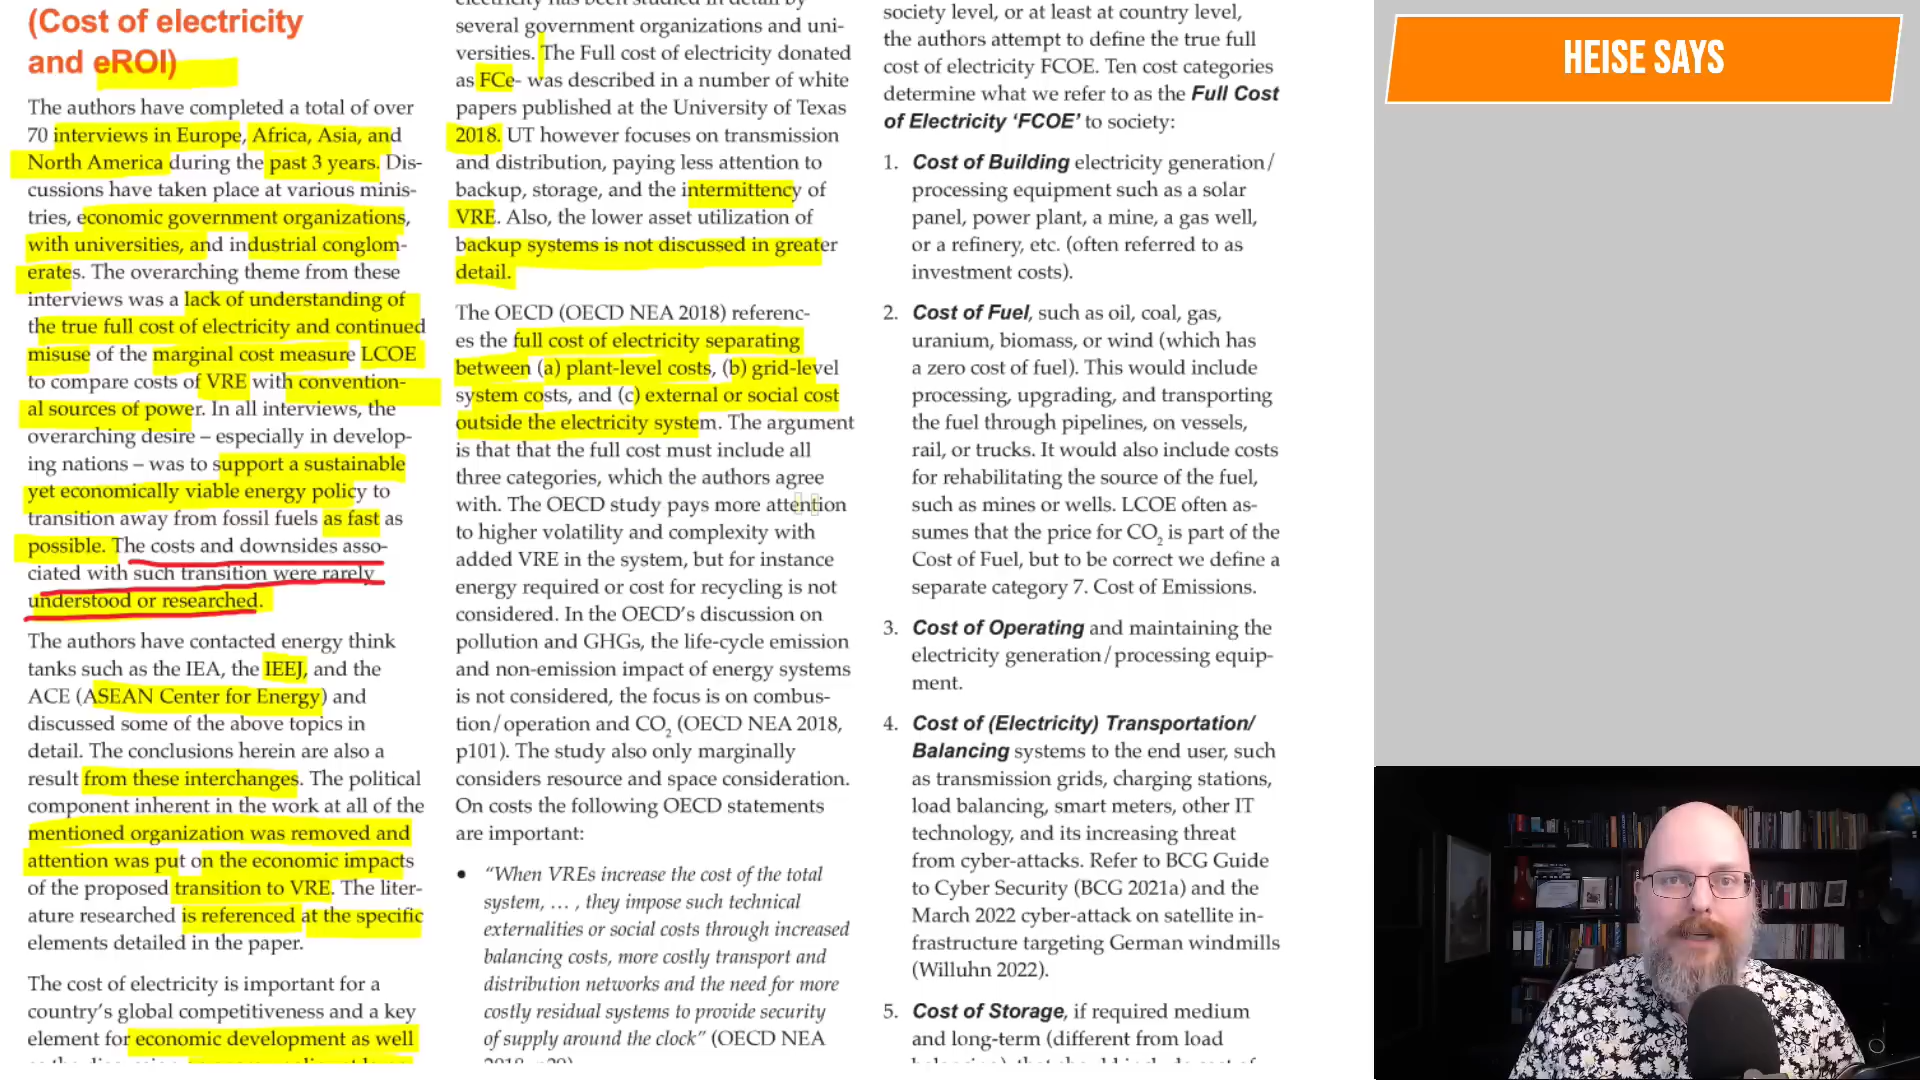 (Cost of electricity
and eROI)
The authors have completed a total of over
70 interviews in Europe, Africa, Asia, and
North America during the past 3 years. Dis-
cussions have taken place at various minis-
tries, economic government organizations,
with universities, and industrial conglom-
erates. The overarching theme from these
interviews was a lack of understanding of
the true full cost of electricity and continued
misuse of the marginal cost measure LCOE
to compare costs of VRE with convention-
al sources of power. In all interviews, the
overarching desire – especially in develop-
ing nations – was to support a sustainable
yet economically viable energy policy to
transition away from fossil fuels as fast as
possible. The costs and downsides asso-
ciated with such transition were rarely
understood or researched.
The authors have contacted energy think
tanks such as the IEA, the IEEJ, and the
ACE (ASEAN Center for Energy) and
discussed some of the above topics in
detail. The conclusions herein are also a
result from these interchanges. The political
component inherent in the work at all of the
mentioned organization was removed and
attention was put on the economic impacts
of the proposed transition to VRE. The liter-
ature researched is referenced at the specific
elements detailed in the paper.
The cost of electricity is important for a
country's global competitiveness and a key
element for economic development as well
electricity has been studied in detail by
several government organizations and uni-
versities. The Full cost of electricity donated
as FCe- was described in a number of white
papers published at the University of Texas
2018. UT however focuses on transmission
and distribution, paying less attention to
backup, storage, and the intermittency of
VRE. Also, the lower asset utilization of
backup systems is not discussed in greater
detail.
The OECD (OECD NEA 2018) referenc-
es the full cost of electricity separating
between (a) plant-level costs, (b) grid-level
system costs, and (c) external or social cost
outside the electricity system. The argument
is that that the full cost must include all
three categories, which the authors agree
with. The OECD study pays more attention
to higher volatility and complexity with
added VRE in the system, but for instance
energy required or cost for recycling is not
considered. In the OECD's discussion on
pollution and GHGs, the life-cycle emission
and non-emission impact of energy systems
is not considered, the focus is on combus-
tion/operation and CO₂ (OECD NEA 2018,
p101). The study also only marginally
considers resource and space consideration.
On costs the following OECD statements
are important:
• “When VREs increase the cost of the total
system, … , they impose such technical
externalities or social costs through increased
balancing costs, more costly transport and
distribution networks and the need for more
costly residual systems to provide security
of supply around the clock” (OECD NEA
society level, or at least at country level,
the authors attempt to define the true full
cost of electricity FCOE. Ten cost categories
determine what we refer to as the Full Cost
of Electricity ‘FCOE’ to society:
1. Cost of Building electricity generation/
processing equipment such as a solar
panel, power plant, a mine, a gas well,
or a refinery, etc. (often referred to as
investment costs).
2. Cost of Fuel, such as oil, coal, gas,
uranium, biomass, or wind (which has
a zero cost of fuel). This would include
processing, upgrading, and transporting
the fuel through pipelines, on vessels,
rail, or trucks. It would also include costs
for rehabilitating the source of the fuel,
such as mines or wells. LCOE often as-
sumes that the price for CO₂ is part of the
Cost of Fuel, but to be correct we define a
separate category 7. Cost of Emissions.
3. Cost of Operating and maintaining the
electricity generation/processing equip-
ment.
4. Cost of (Electricity) Transportation/
Balancing systems to the end user, such
as transmission grids, charging stations,
load balancing, smart meters, other IT
technology, and its increasing threat
from cyber-attacks. Refer to BCG Guide
to Cyber Security (BCG 2021a) and the
March 2022 cyber-attack on satellite in-
frastructure targeting German windmills
(Willuhn 2022).
5. Cost of Storage, if required medium
and long-term (different from load
HEISE SAYS